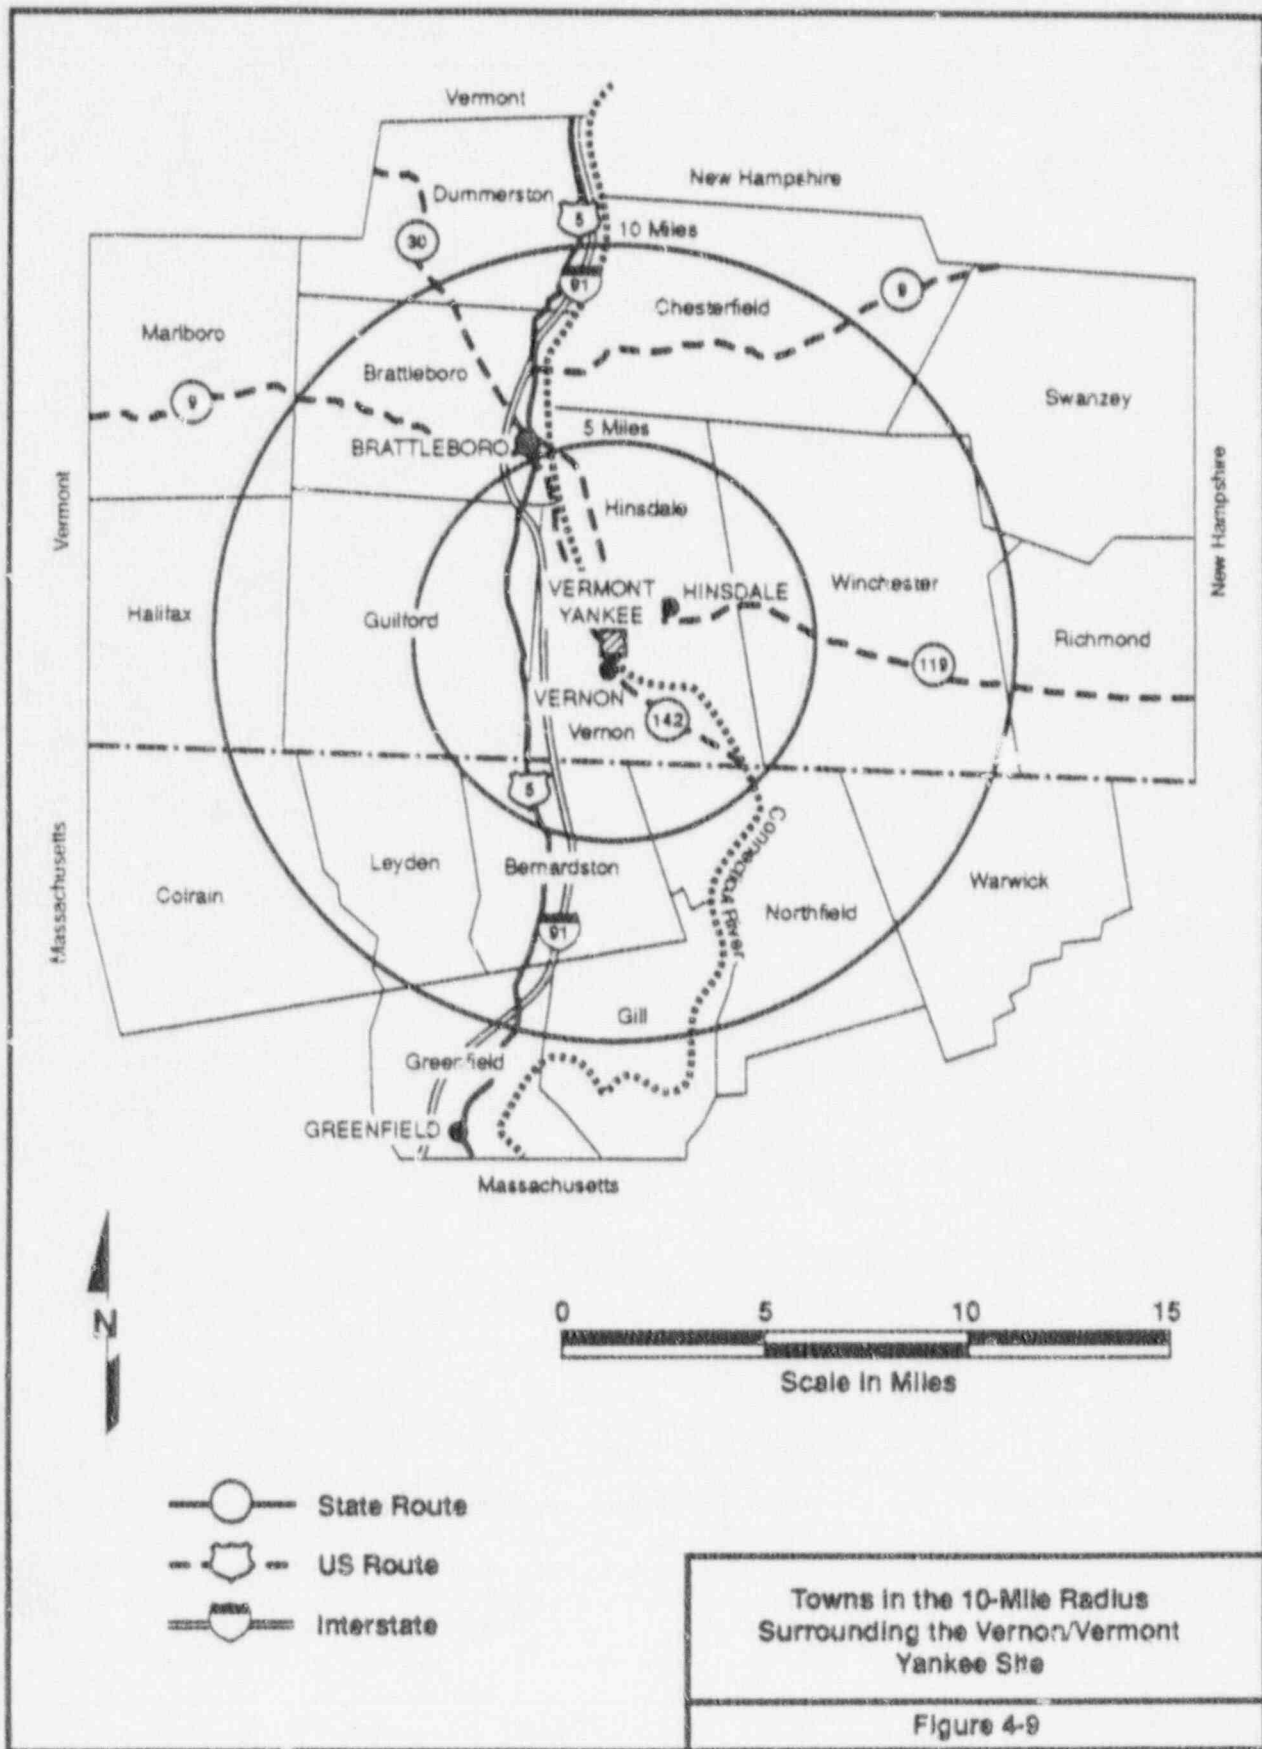 Vermont
New Hampshire
Dummerston
5
10 Miles
30
91
9
Chesterfield
Marlboro
Brattleboro
9
Swanzey
5 Miles
BRATTLEBORO
Vermont
New Hampshire
Hinsdale
VERMONT
YANKEE
HINSDALE
Winchester
Halifax
Guilford
Richmond
119
VERNON
142
Vernon
5
Massachusetts
Connecticut River
Leyden
Bernardston
Colrain
Warwick
Northfield
91
Gill
Greenfield
GREENFIELD
Massachusetts
N
0 5 10 15
Scale in Miles
State Route
US Route
Interstate
Towns in the 10-Mile Radius
Surrounding the Vernon/Vermont
Yankee Site
Figure 4-9